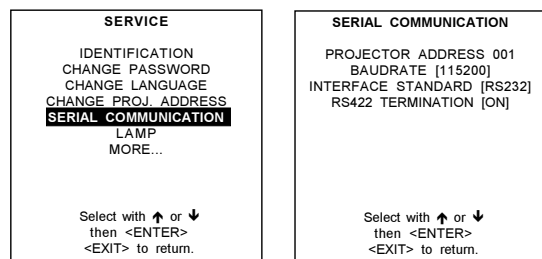 SERVICE
IDENTIFICATION
CHANGE PASSWORD
CHANGE LANGUAGE
CHANGE PROJ. ADDRESS
SERIAL COMMUNICATION
LAMP
MORE...
Select with ↑ or ↓
then <ENTER>
<EXIT> to return.
SERIAL COMMUNICATION
PROJECTOR ADDRESS 001
BAUDRATE [115200]
INTERFACE STANDARD [RS232]
RS422 TERMINATION [ON]
Select with ↑ or ↓
then <ENTER>
<EXIT> to return.